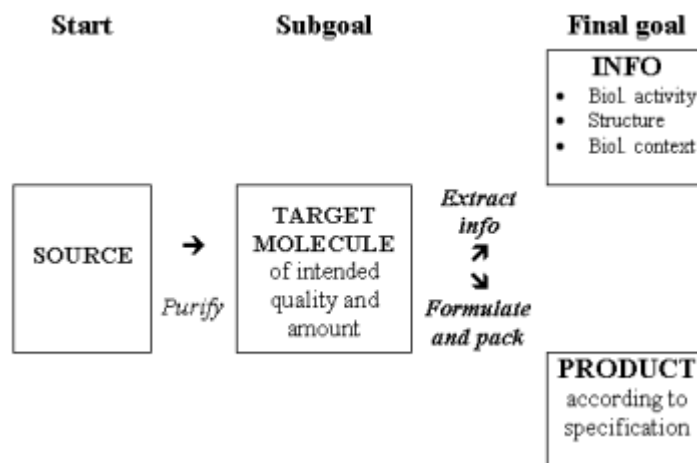 Start
Subgoal
Final goal
INFO
• Biol. activity
• Structure
• Biol. context
SOURCE
➔
Purify
TARGET
MOLECULE
of intended
quality and
amount
Extract
info
Formulate
and pack
PRODUCT
according to
specification